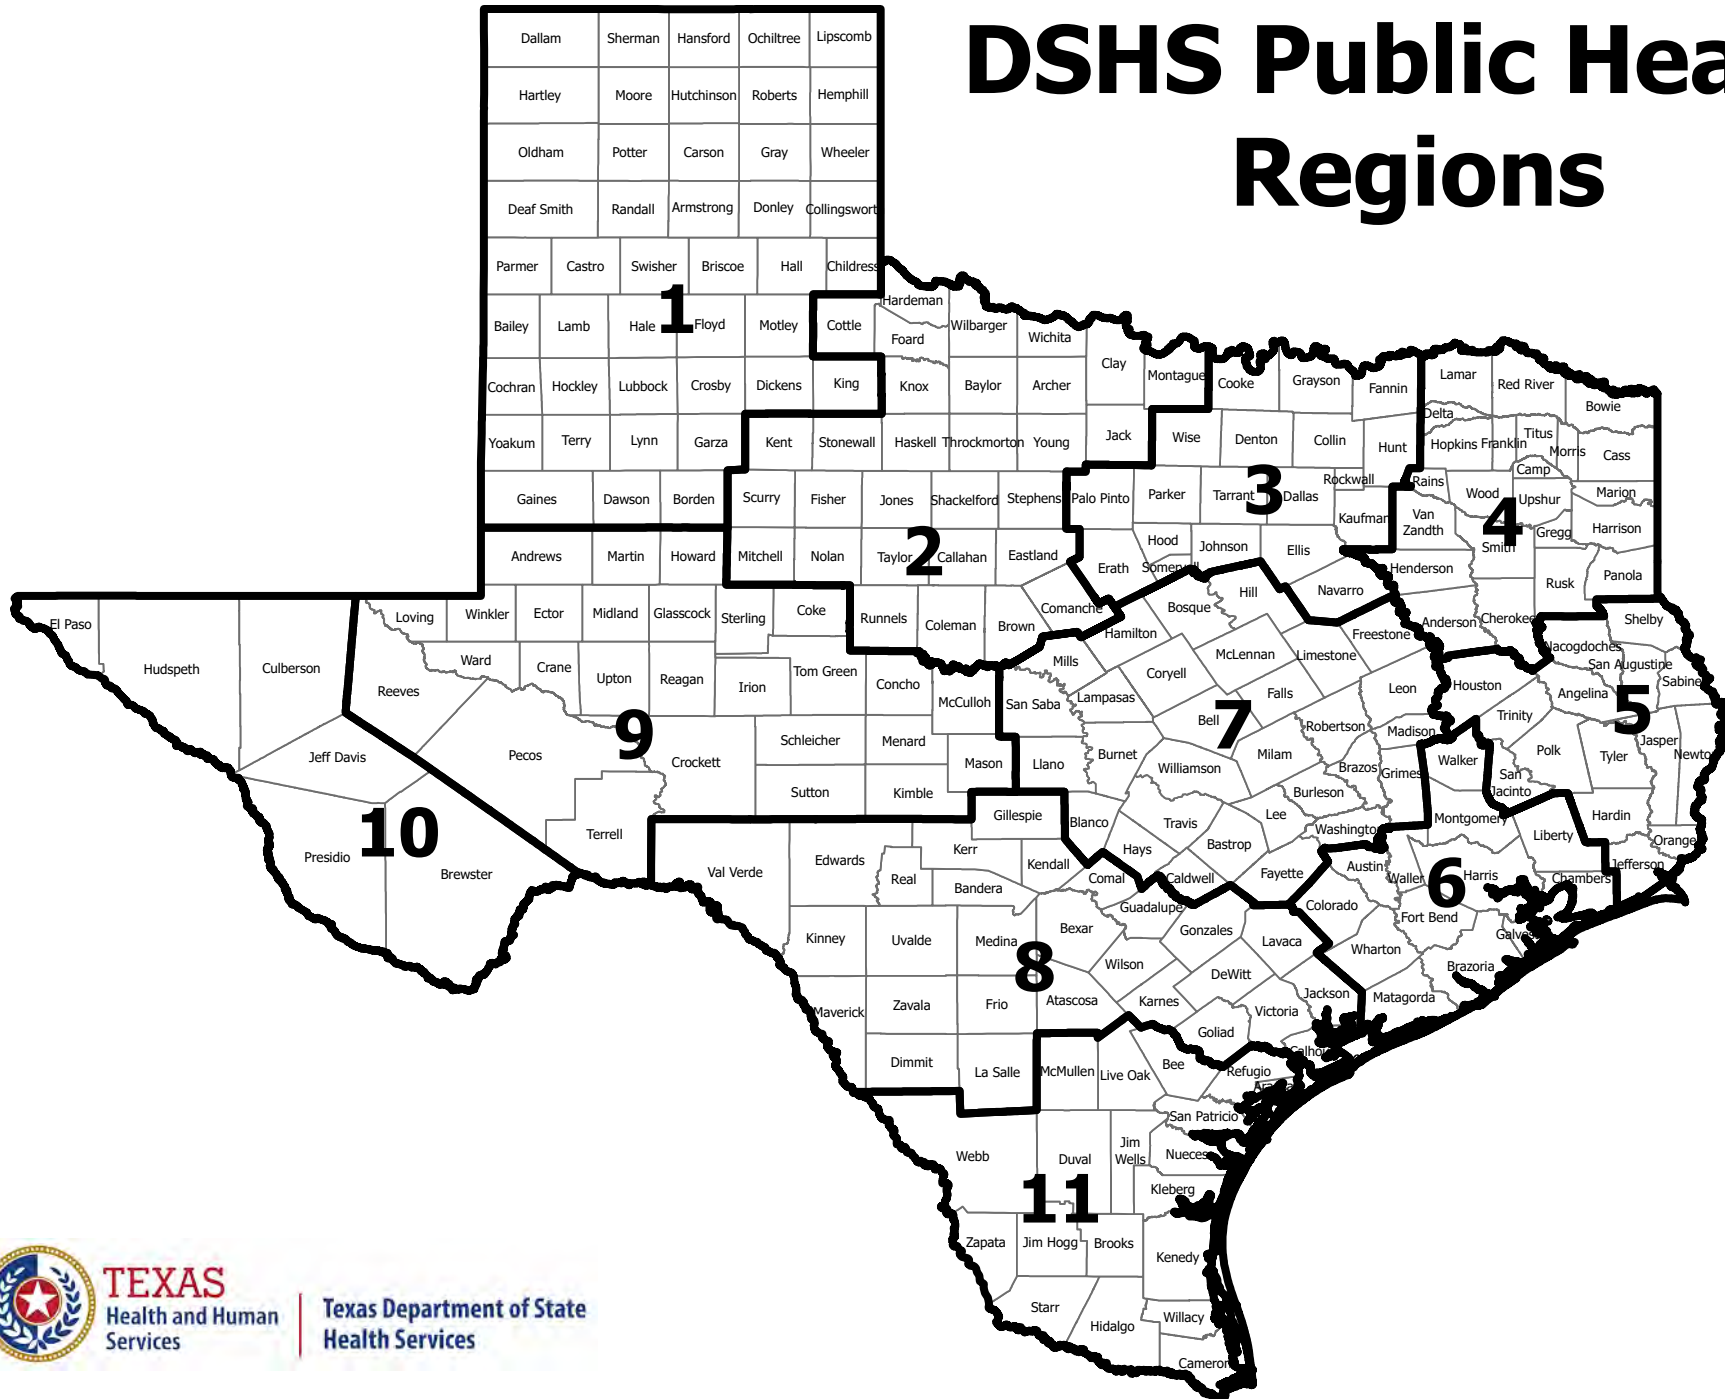 DSHS Public Hea
Regions
Dallam Sherman Hansford Ochiltree Lipscomb
Hartley Moore Hutchinson Roberts Hemphill
Oldham Potter Carson Gray Wheeler
Deaf Smith Randall Armstrong Donley Collingswort
Parmer Castro Swisher Briscoe Hall Childress
Hardeman
1
Bailey Lamb Hale Floyd Motley Cottle Foard Wilbarger Wichita
Clay Montague Cooke Grayson Fannin Lamar Red River Bowie
Cochran Hockley Lubbock Crosby Dickens King Knox Baylor Archer
Delta
Yoakum Terry Lynn Garza Kent Stonewall Haskell Throckmorton Young Jack Wise Denton Collin Hunt Hopkins Franklin Titus
Morris Cass
Camp
Gaines Dawson Borden Scurry Fisher Jones Shackelford Stephens Palo Pinto Parker Tarrant 3 Dallas Rockwall Rains Wood Upshur Marion
Kaufman Van
Zandth 4 Harrison
Gregg
Smith
Andrews Martin Howard Mitchell Nolan Taylor 2 Callahan Eastland Hood Johnson Ellis
Erath Somervell Henderson Rusk Panola
Navarro
Loving Winkler Ector Midland Glasscock Sterling Coke Runnels Coleman Brown Comanche Bosque Hill
Anderson Cherokee Shelby
El Paso Hamilton Freestone Nacogdoches
Hudspeth Culberson Ward Crane Upton Reagan Irion Tom Green Mills Coryell McLennan Limestone San Augustine
Reeves Concho McCulloh San Saba Lampasas Falls Leon Houston Angelina Sabine
9 Bell 7 Robertson Madison Trinity 5
Jeff Davis Pecos Crockett Schleicher Menard Mason Llano Burnet Williamson Milam Brazos Grimes Walker Polk Tyler Jasper Newto
San
Jacinto
Sutton Kimble Burleson
10 Terrell Gillespie Blanco Travis Lee Washingto Montgomery Liberty Hardin
Orange
Presidio Brewster Val Verde Edwards Kerr Kendall Hays Bastrop
Real Bandera Comal Caldwell Fayette Austin Waller 6 Harris Chambers Jefferson
Guadalupe Colorado Fort Bend
Kinney Uvalde Medina Bexar Gonzales Lavaca Wharton Galves
8 Wilson DeWitt Brazoria
Maverick Zavala Frio Atascosa Karnes Victoria Jackson Matagorda
Goliad
Calho
Dimmit La Salle McMullen Live Oak Bee Refugio
San Patricio
Webb Duval Jim
Wells Nueces
11 Kleberg
Zapata Jim Hogg Brooks Kenedy
Starr Hidalgo Willacy
Cameron
TEXAS
Health and Human
Services
Texas Department of State
Health Services